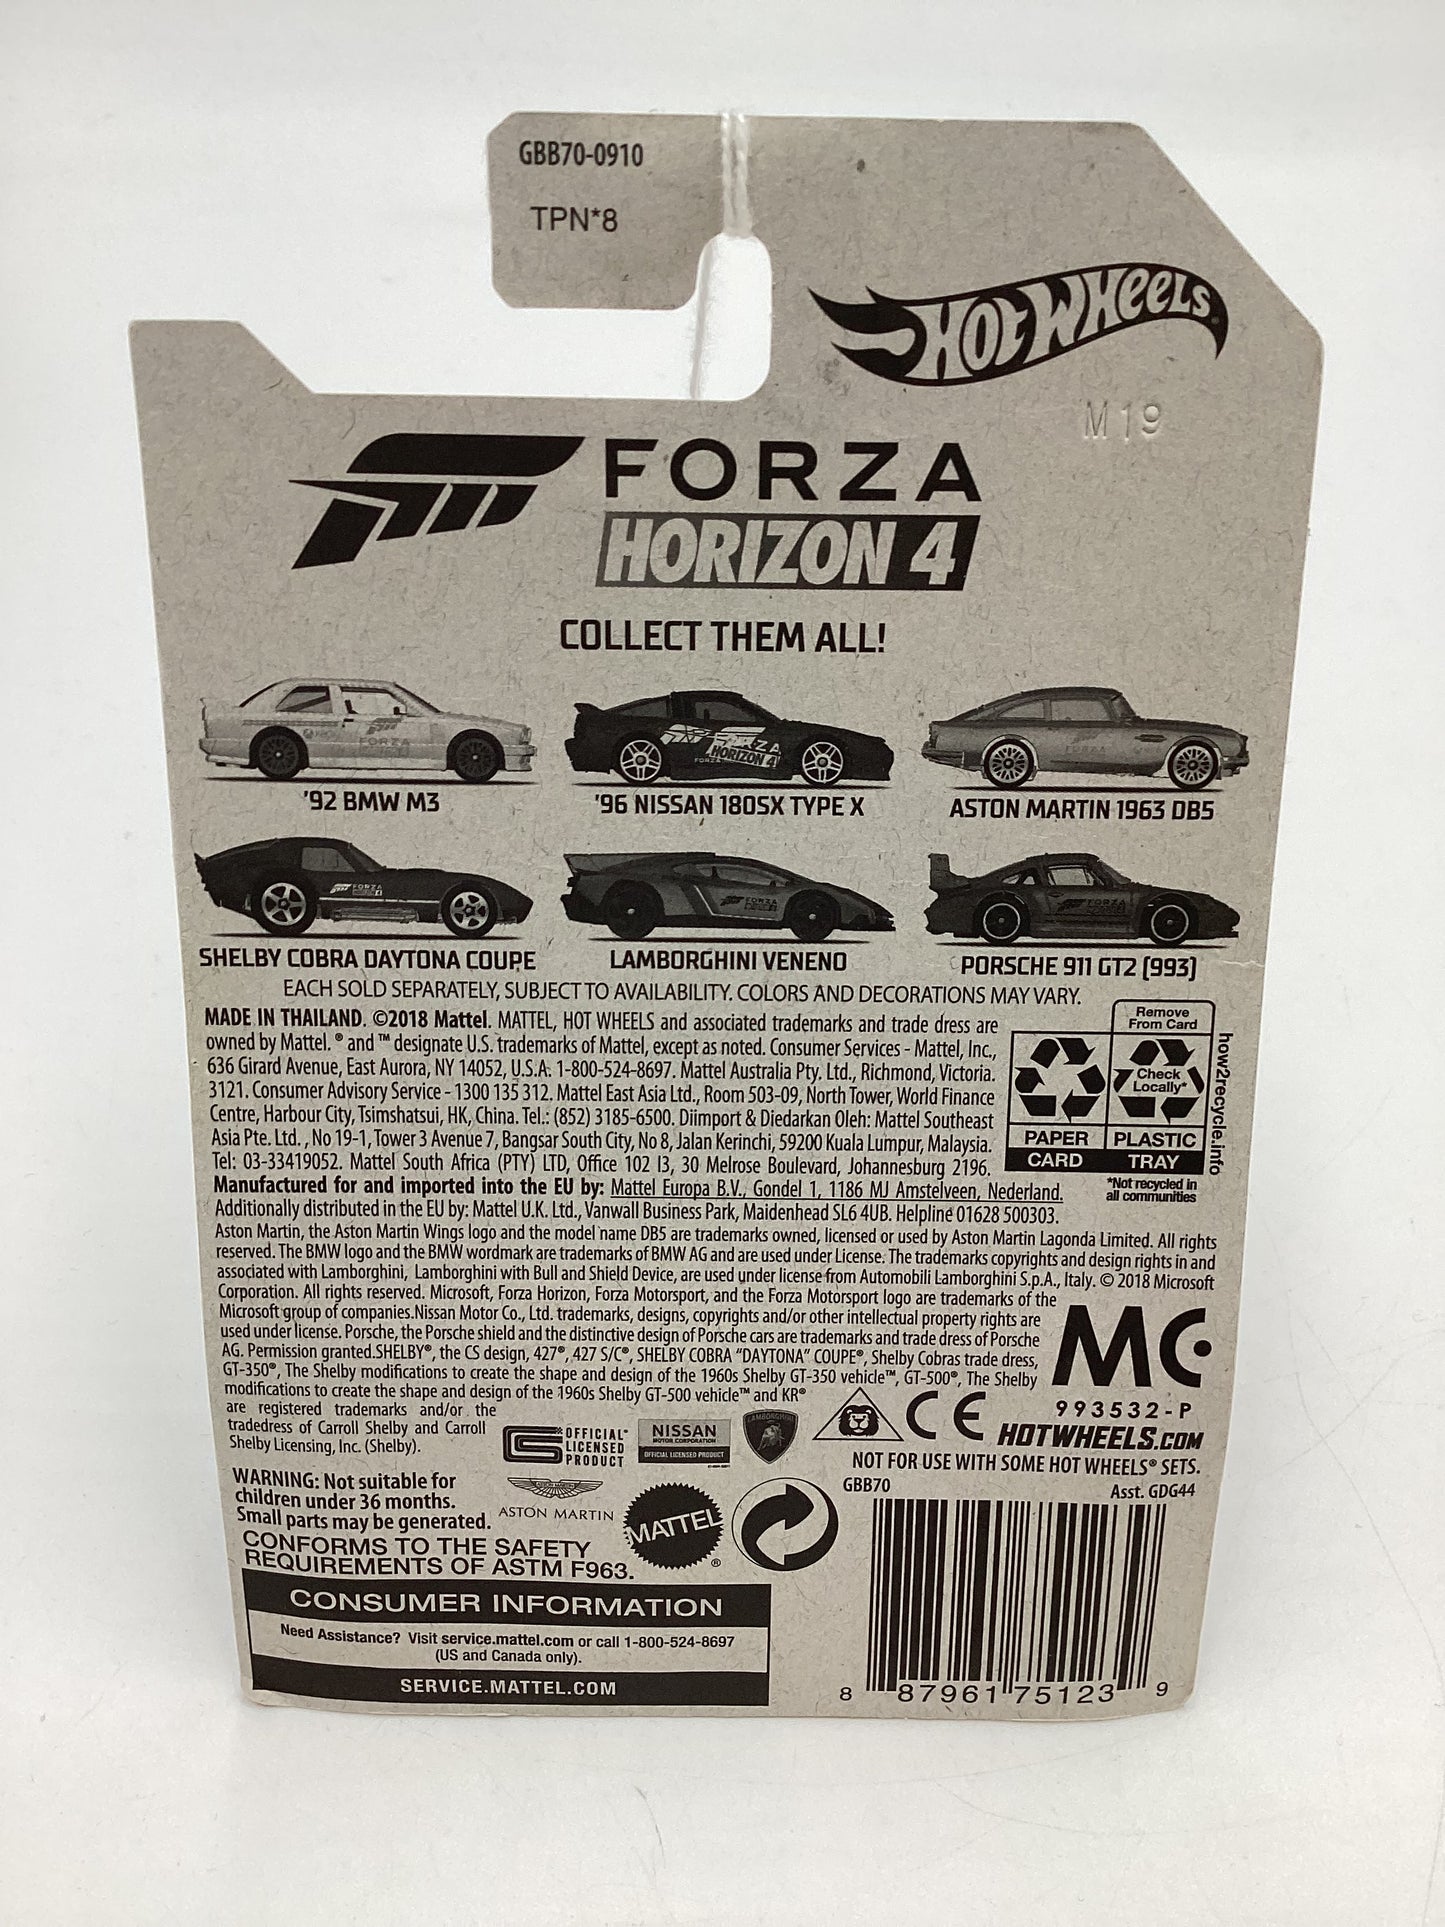 GBB70-0910
TPN*8
HOT WHEELS
M19
FORZA
HORIZON 4
COLLECT THEM ALL!
'92 BMW M3
'96 NISSAN 180SX TYPE X
ASTON MARTIN 1963 DB5
SHELBY COBRA DAYTONA COUPE
LAMBORGHINI VENENO
PORSCHE 911 GT2 (993)
EACH SOLD SEPARATELY, SUBJECT TO AVAILABILITY. COLORS AND DECORATIONS MAY VARY.
MADE IN THAILAND. ©2018 Mattel. MATTEL, HOT WHEELS and associated trademarks and trade dress are
owned by Mattel. ® and ™ designate U.S. trademarks of Mattel, except as noted. Consumer Services - Mattel, Inc.,
636 Girard Avenue, East Aurora, NY 14052, U.S.A. 1-800-524-8697. Mattel Australia Pty. Ltd., Richmond, Victoria.
3121. Consumer Advisory Service - 1300 135 312. Mattel East Asia Ltd., Room 503-09, North Tower, World Finance
Centre, Harbour City, Tsimshatsui, HK, China. Tel.: (852) 3185-6500. Diimport & Diedarkan Oleh: Mattel Southeast
Asia Pte. Ltd. , No 19-1, Tower 3 Avenue 7, Bangsar South City, No 8, Jalan Kerinchi, 59200 Kuala Lumpur, Malaysia.
Tel: 03-33419052. Mattel South Africa (PTY) LTD, Office 102 I3, 30 Melrose Boulevard, Johannesburg 2196.
Manufactured for and imported into the EU by: Mattel Europa B.V., Gondel 1, 1186 MJ Amstelveen, Nederland.
Additionally distributed in the EU by: Mattel U.K. Ltd., Vanwall Business Park, Maidenhead SL6 4UB. Helpline 01628 500303.
Remove
From Card
Check
Locally*
PAPER
CARD
PLASTIC
TRAY
how2recycle.info
*Not recycled in
all communities
Aston Martin, the Aston Martin Wings logo and the model name DB5 are trademarks owned, licensed or used by Aston Martin Lagonda Limited. All rights
reserved. The BMW logo and the BMW wordmark are trademarks of BMW AG and are used under License. The trademarks copyrights and design rights in and
associated with Lamborghini, Lamborghini with Bull and Shield Device, are used under license from Automobili Lamborghini S.p.A., Italy. © 2018 Microsoft
Corporation. All rights reserved. Microsoft, Forza Horizon, Forza Motorsport, and the Forza Motorsport logo are trademarks of the
Microsoft group of companies.Nissan Motor Co., Ltd. trademarks, designs, copyrights and/or other intellectual property rights are
used under license. Porsche, the Porsche shield and the distinctive design of Porsche cars are trademarks and trade dress of Porsche
AG. Permission granted.SHELBY®, the CS design, 427®, 427 S/C®, SHELBY COBRA "DAYTONA" COUPE®, Shelby Cobras trade dress,
GT-350®, The Shelby modifications to create the shape and design of the 1960s Shelby GT-350 vehicle™, GT-500®, The Shelby
modifications to create the shape and design of the 1960s Shelby GT-500 vehicle™ and KR®
are registered trademarks and/or the
tradedress of Carroll Shelby and Carroll
Shelby Licensing, Inc. (Shelby).
OFFICIAL
LICENSED
PRODUCT
NISSAN
MOTOR CORPORATION
OFFICIAL LICENSED PRODUCT
LAMBORGHINI
MC
993532-P
CE
HOTWHEELS.COM
NOT FOR USE WITH SOME HOT WHEELS® SETS.
GBB70
Asst. GDG44
WARNING: Not suitable for
children under 36 months.
Small parts may be generated.
ASTON MARTIN
MATTEL®
CONFORMS TO THE SAFETY
REQUIREMENTS OF ASTM F963.
CONSUMER INFORMATION
Need Assistance? Visit service.mattel.com or call 1-800-524-8697
(US and Canada only).
SERVICE.MATTEL.COM
8 87961 75123 9